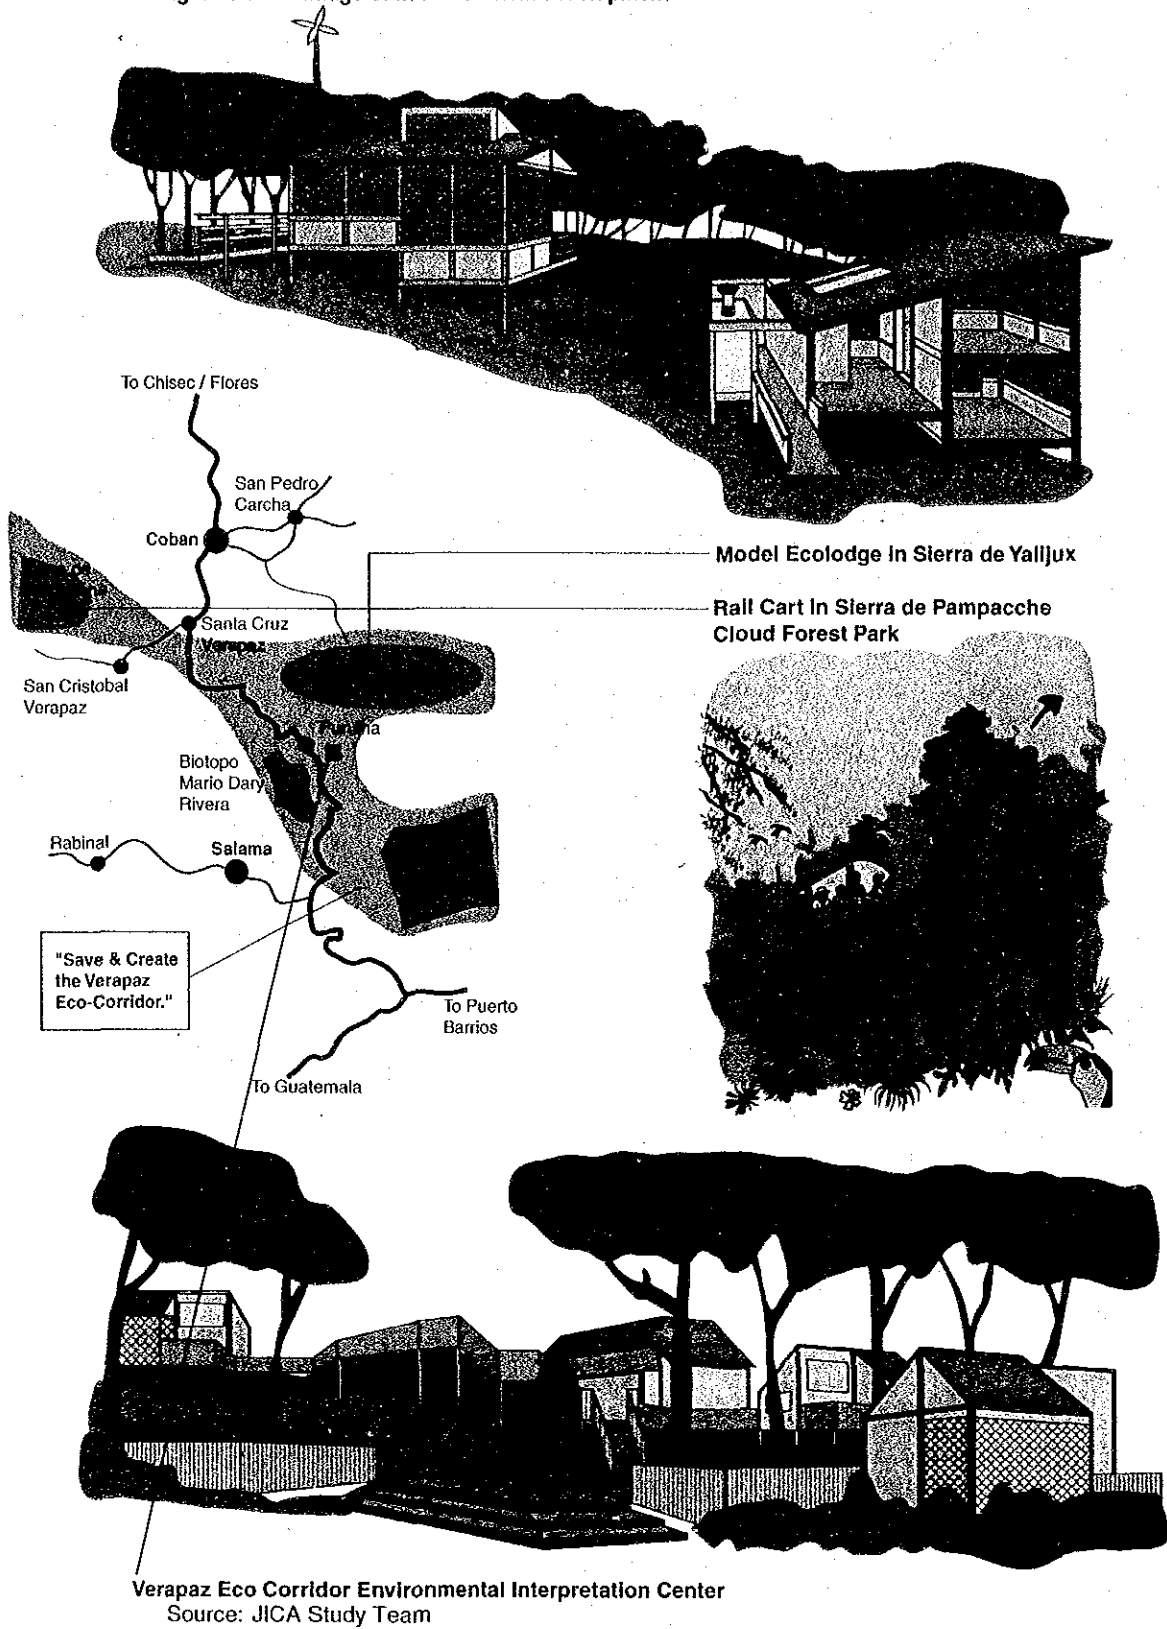 To Chisec / Flores
San Pedro
Carcha
Coban
Model Ecolodge in Sierra de Yalijux
Rail Cart in Sierra de Pampacche
Cloud Forest Park
Santa Cruz
Verapaz
San Cristobal
Verapaz
Biotopo
Mario Dary
Rivera
Rabinal
Salama
"Save & Create
the Verapaz
Eco-Corridor."
To Puerto
Barrios
To Guatemala
Verapaz Eco Corridor Environmental Interpretation Center
Source: JICA Study Team